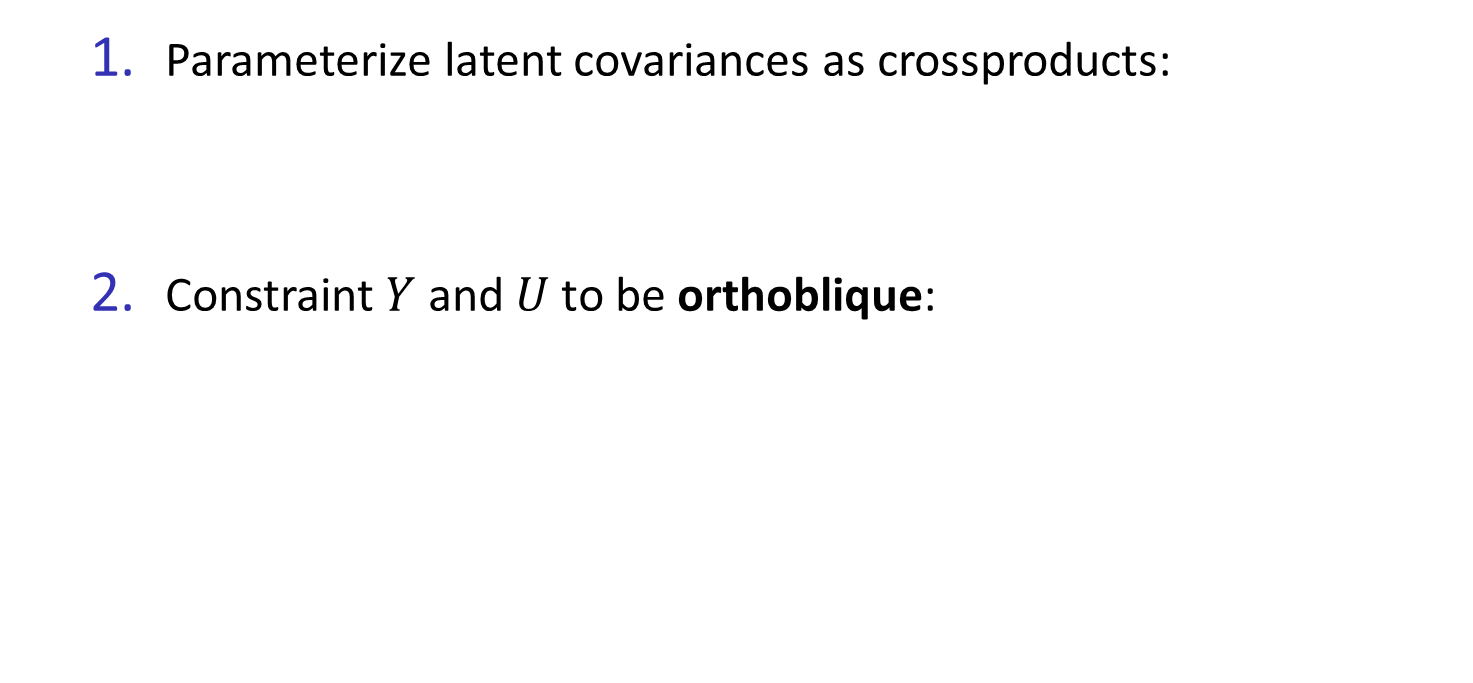 1. Parameterize latent covariances as crossproducts:
2. Constraint Y and U to be orthoblique: